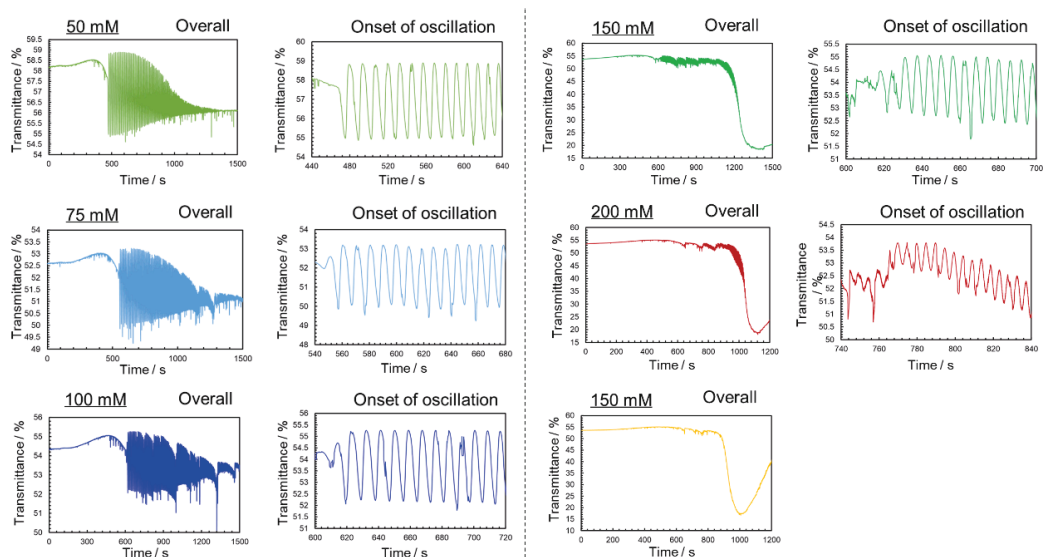 50 mM Overall
Transmittance / %
59.5
59
58.5
58
57.5
57
56.5
56
55.5
55
54.5
54
0 500 1000 1500
Time / s
Onset of oscillation
Transmittance / %
60
59
58
57
56
55
54
440 460 480 500 520 540 560 580 600 620 640
Time / s
75 mM Overall
Transmittance / %
53.5
53
52.5
52
51.5
51
50.5
50
49.5
49
0 500 1000 1500
Time / s
Onset of oscillation
Transmittance / %
54
53
52
51
50
49
48
540 560 580 600 620 640 660 680
Time / s
100 mM Overall
Transmittance / %
56
55
54
53
52
51
50
0 300 600 900 1200 1500
Time / s
Onset of oscillation
Transmittance / %
56
55.5
55
54.5
54
53.5
53
52.5
52
51.5
51
600 620 640 660 680 700 720
Time / s
150 mM Overall
Transmittance / %
60
55
50
45
40
35
30
25
20
15
0 300 600 900 1200 1500
Time / s
Onset of oscillation
Transmittance / %
55.5
55
54.5
54
53.5
53
52.5
52
51.5
51
600 620 640 660 680 700
Time / s
200 mM Overall
Transmittance / %
60
55
50
45
40
35
30
25
20
15
0 200 400 600 800 1000 1200
Time / s
Onset of oscillation
Transmittance
/ %
54.5
54
53.5
53
52.5
52
51.5
51
50.5
50
740 760 780 800 820 840
Time / s
150 mM Overall
Transmittance / %
60
55
50
45
40
35
30
25
20
15
10
0 200 400 600 800 1000 1200
Time / s